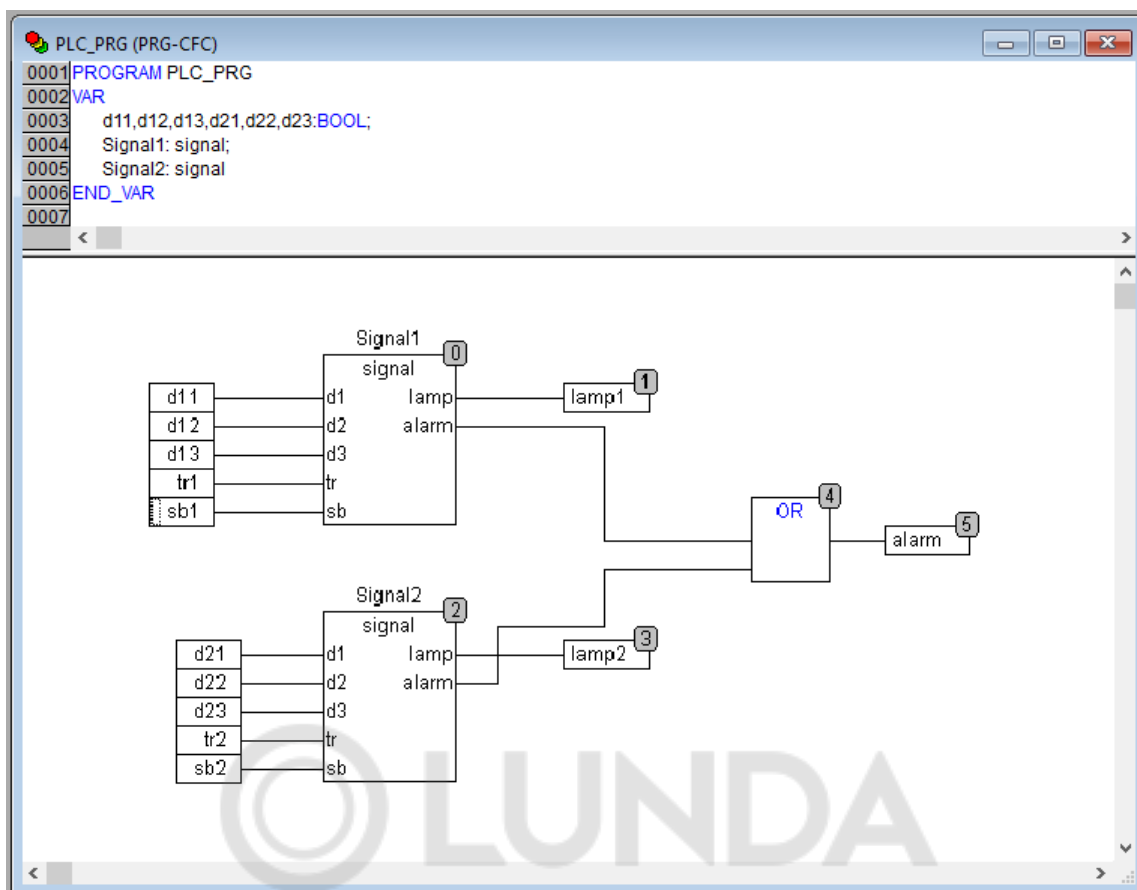 PLC_PRG (PRG-CFC)
0001 PROGRAM PLC_PRG
0002 VAR
0003 d11,d12,d13,d21,d22,d23:BOOL;
0004 Signal1: signal;
0005 Signal2: signal
0006 END_VAR
0007
Signal1
0
signal
d11 d1 lamp lamp1 1
d12 d2 alarm
d13 d3
tr1 tr
sb1 sb
OR 4
alarm 5
Signal2
2
signal
d21 d1 lamp lamp2 3
d22 d2 alarm
d23 d3
tr2 tr
sb2 sb
LUNDA